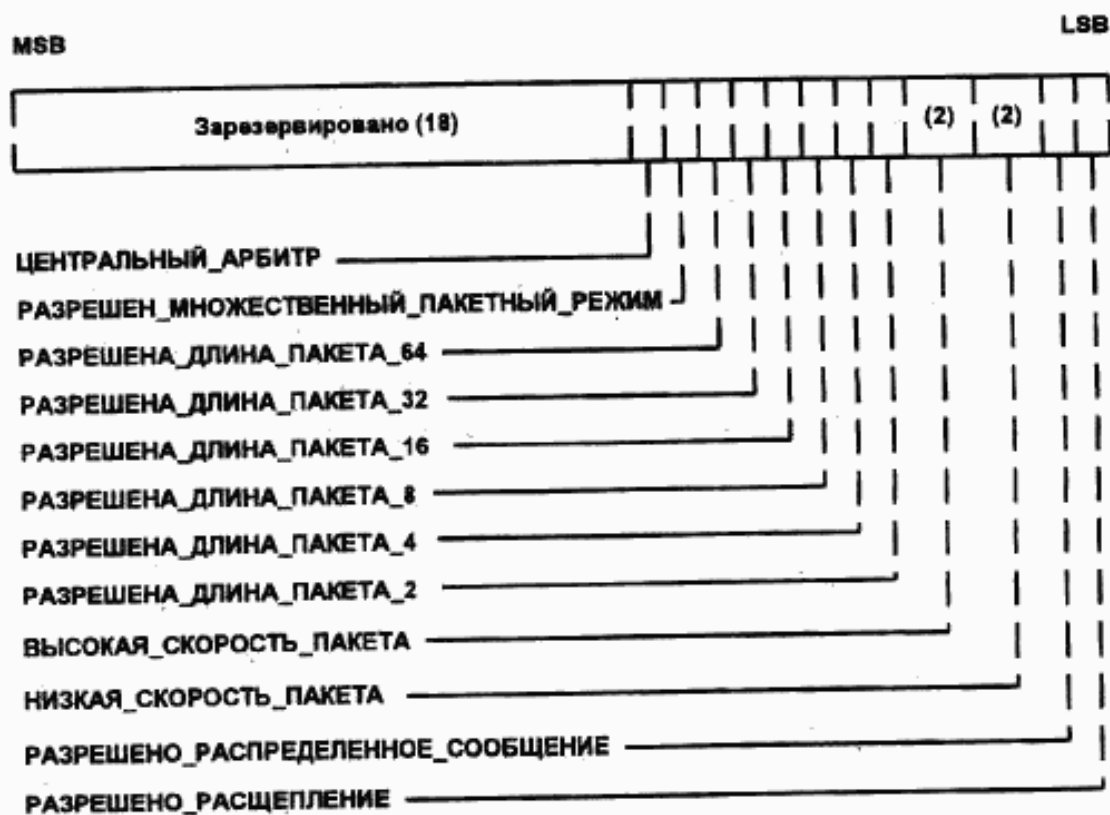 MSB
LSB
Зарезервировано (18)
(2)
(2)
ЦЕНТРАЛЬНЫЙ_АРБИТР
РАЗРЕШЕН_МНОЖЕСТВЕННЫЙ_ПАКЕТНЫЙ_РЕЖИМ
РАЗРЕШЕНА_ДЛИНА_ПАКЕТА_64
РАЗРЕШЕНА_ДЛИНА_ПАКЕТА_32
РАЗРЕШЕНА_ДЛИНА_ПАКЕТА_16
РАЗРЕШЕНА_ДЛИНА_ПАКЕТА_8
РАЗРЕШЕНА_ДЛИНА_ПАКЕТА_4
РАЗРЕШЕНА_ДЛИНА_ПАКЕТА_2
ВЫСОКАЯ_СКОРОСТЬ_ПАКЕТА
НИЗКАЯ_СКОРОСТЬ_ПАКЕТА
РАЗРЕШЕНО_РАСПРЕДЕЛЕННОЕ_СООБЩЕНИЕ
РАЗРЕШЕНО_РАСЩЕПЛЕНИЕ